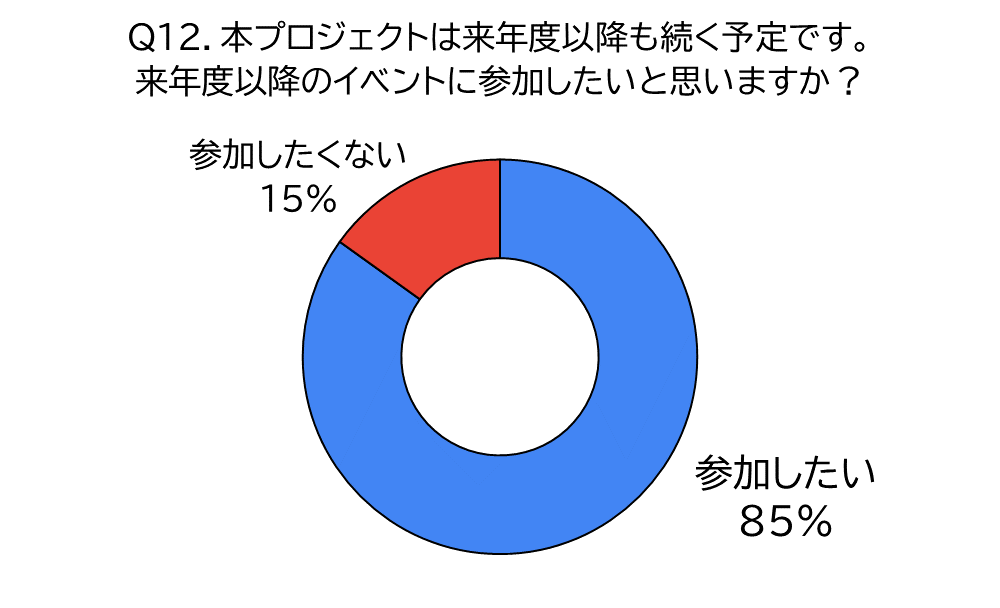 Q12. 本プロジェクトは来年度以降も続く予定です。
来年度以降のイベントに参加したいと思いますか？
参加したくない
15%
参加したい
85%